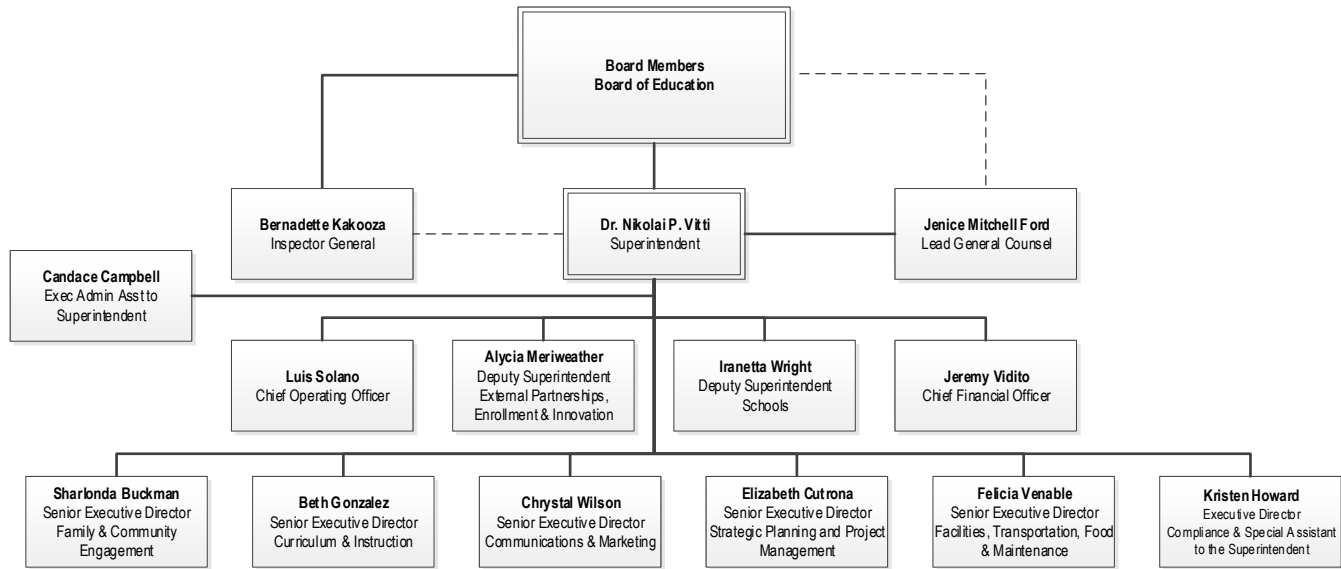 Board Members
Board of Education
Bernadette Kakooza
Inspector General
Dr. Nikolai P. Vitti
Superintendent
Jenice Mitchell Ford
Lead General Counsel
Candace Campbell
Exec Admin Asst to
Superintendent
Luis Solano
Chief Operating Officer
Alycia Meriweather
Deputy Superintendent
External Partnerships,
Enrollment & Innovation
Iranetta Wright
Deputy Superintendent
Schools
Jeremy Vidito
Chief Financial Officer
Sharlonda Buckman
Senior Executive Director
Family & Community
Engagement
Beth Gonzalez
Senior Executive Director
Curriculum & Instruction
Chrystal Wilson
Senior Executive Director
Communications & Marketing
Elizabeth Cutrona
Senior Executive Director
Strategic Planning and Project
Management
Felicia Venable
Senior Executive Director
Facilities, Transportation, Food
& Maintenance
Kristen Howard
Executive Director
Compliance & Special Assistant
to the Superintendent